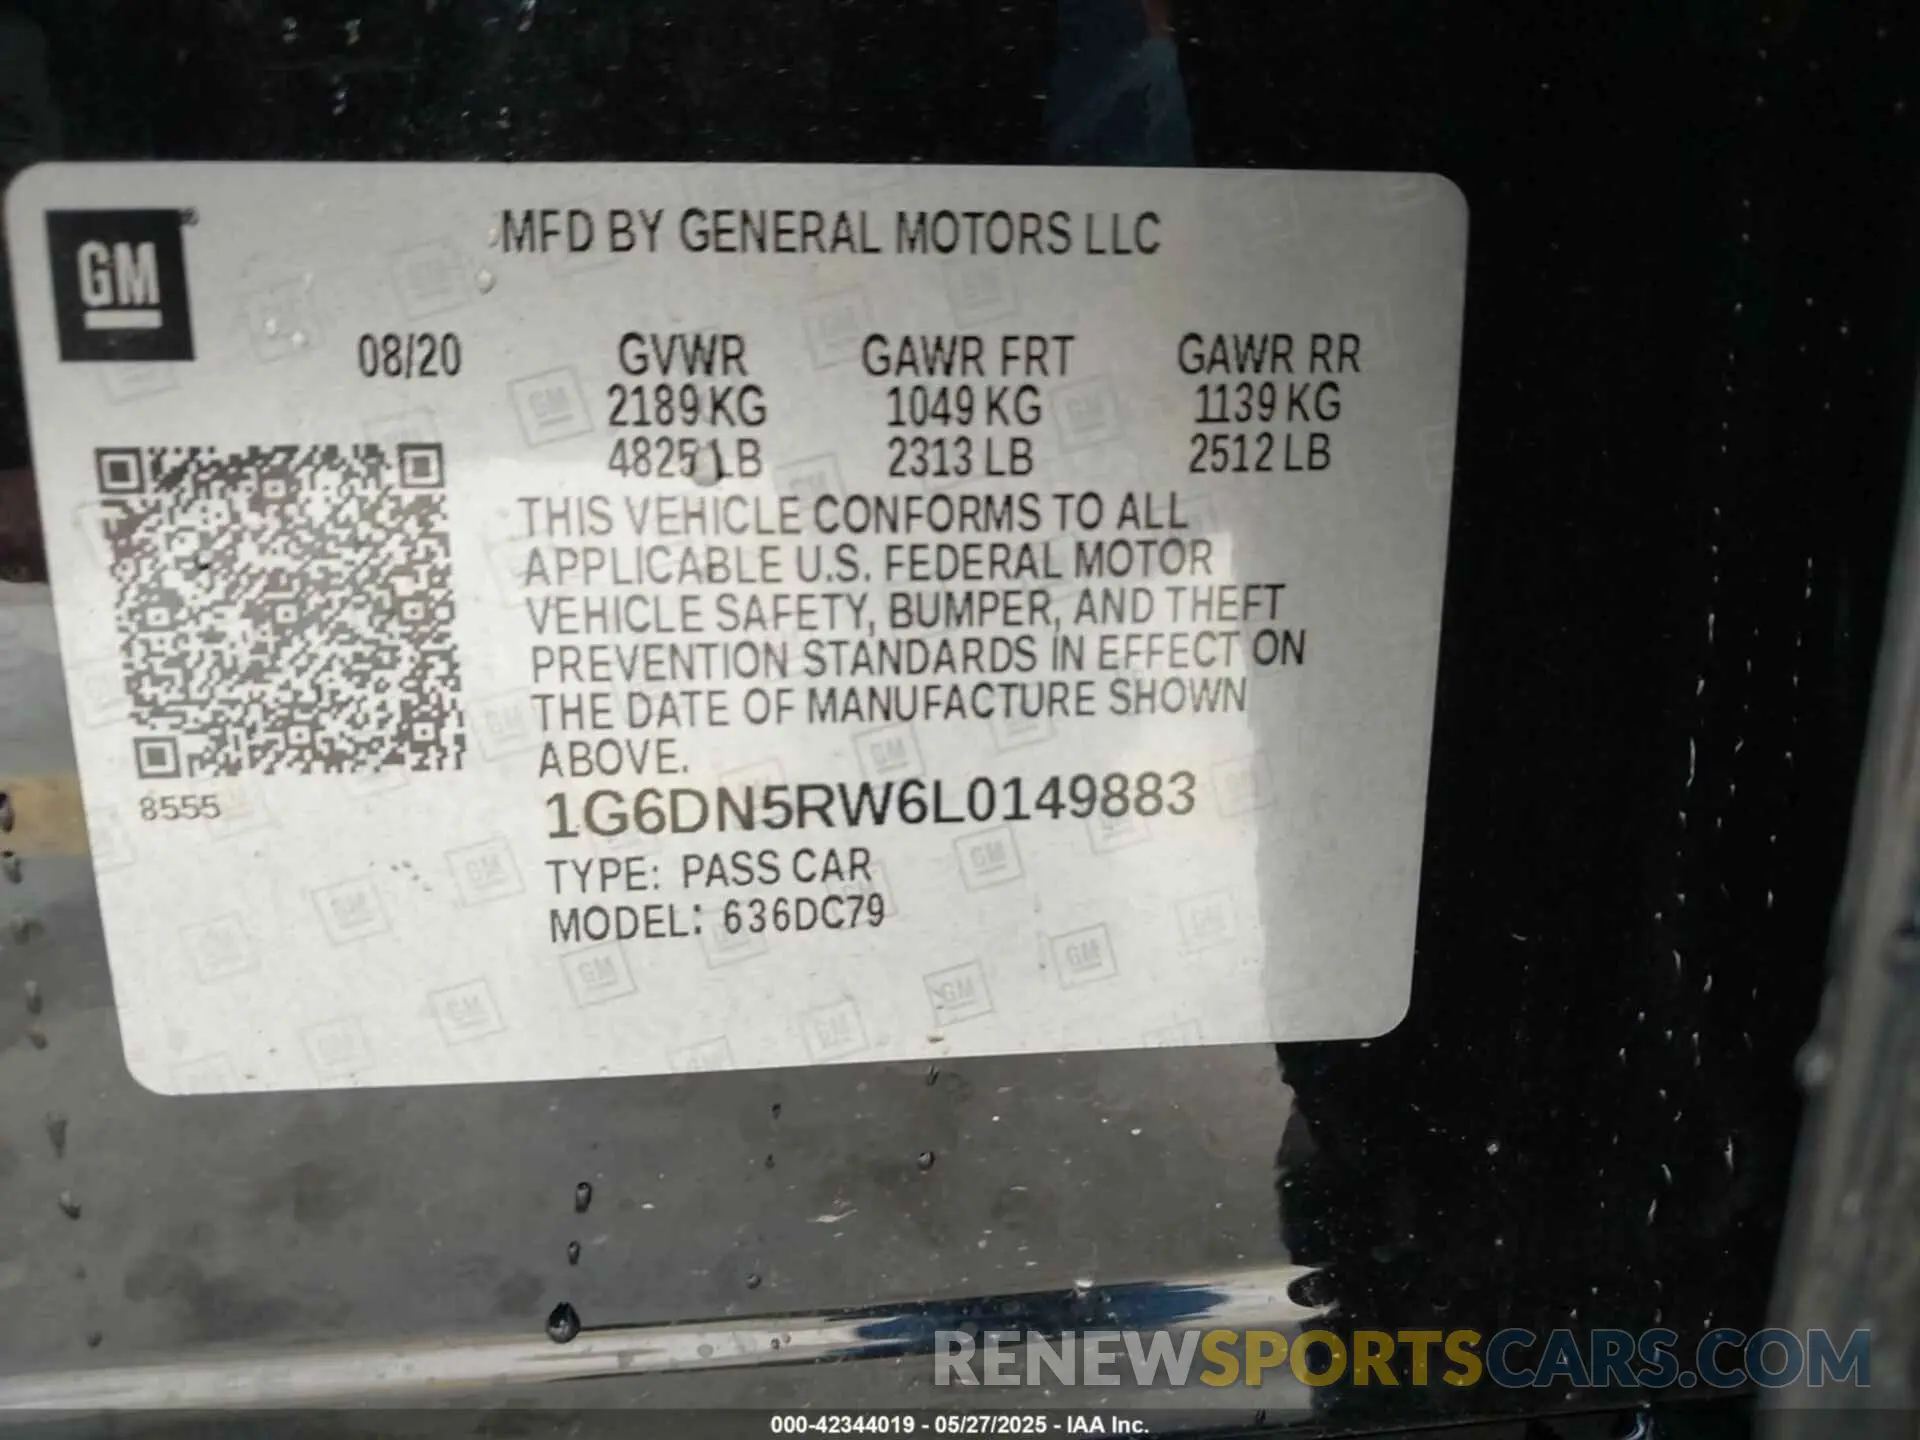 GM
MFD BY GENERAL MOTORS LLC
08/20 GVWR GAWR FRT GAWR RR
2189 KG 1049 KG 1139 KG
4825 LB 2313 LB 2512 LB
THIS VEHICLE CONFORMS TO ALL
APPLICABLE U.S. FEDERAL MOTOR
VEHICLE SAFETY, BUMPER, AND THEFT
PREVENTION STANDARDS IN EFFECT ON
THE DATE OF MANUFACTURE SHOWN
ABOVE.
8555
1G6DN5RW6L0149883
TYPE: PASS CAR
MODEL: 636DC79
RENEWSPORTSCARS.COM
000-42344019 - 05/27/2025 - IAA Inc.